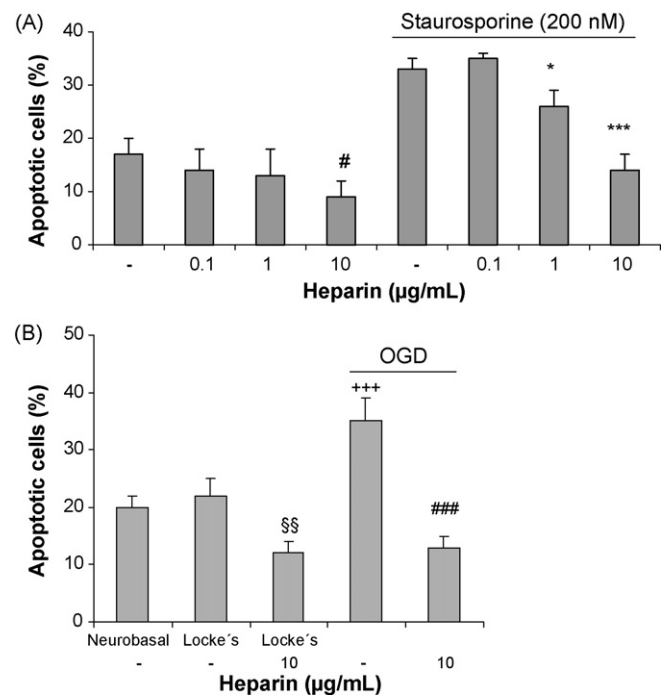 (A)
Staurosporine (200 nM)
Apoptotic cells (%)
40
30
20
10
0
#
*
***
- 0.1 1 10 - 0.1 1 10
Heparin (µg/mL)
(B)
OGD
Apoptotic cells (%)
50
40
30
20
10
0
§§
+++
###
Neurobasal Locke´s Locke´s
- - 10 - 10
Heparin (µg/mL)